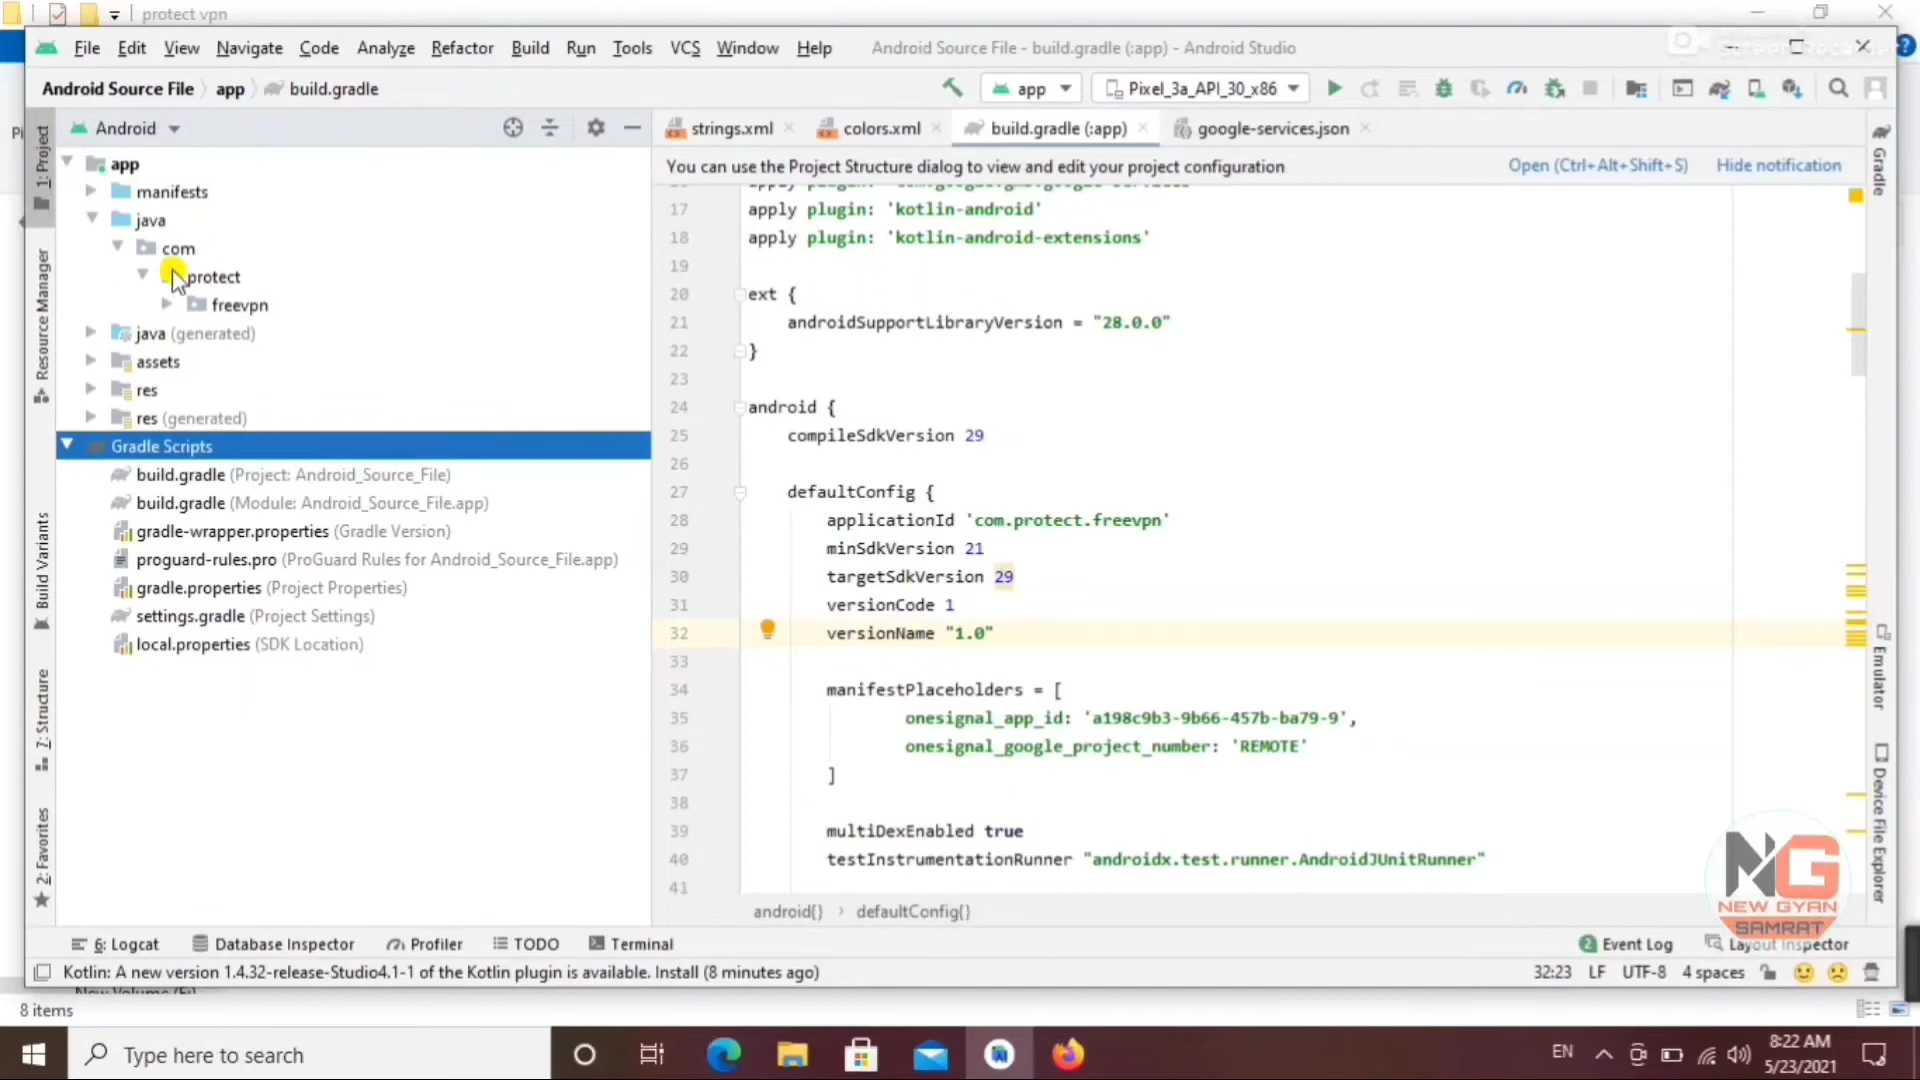 protect vpn
File Edit View Navigate Code Analyze Refactor Build Run Tools VCS Window Help Android Source File - build.gradle (:app) - Android Studio
Android Source File app build.gradle app Pixel_3a_API_30_x86
Android
strings.xml colors.xml build.gradle (:app) google-services.json
You can use the Project Structure dialog to view and edit your project configuration Open (Ctrl+Alt+Shift+S) Hide notification
1: Project
Resource Manager
Build Variants
7: Structure
2: Favorites
app
manifests
java
com
protect
freevpn
java (generated)
assets
res
res (generated)
Gradle Scripts
build.gradle (Project: Android_Source_File)
build.gradle (Module: Android_Source_File.app)
gradle-wrapper.properties (Gradle Version)
proguard-rules.pro (ProGuard Rules for Android_Source_File.app)
gradle.properties (Project Properties)
settings.gradle (Project Settings)
local.properties (SDK Location)
17 apply plugin: 'kotlin-android'
18 apply plugin: 'kotlin-android-extensions'
19
20 ext {
21 androidSupportLibraryVersion = "28.0.0"
22 }
23
24 android {
25 compileSdkVersion 29
26
27 defaultConfig {
28 applicationId 'com.protect.freevpn'
29 minSdkVersion 21
30 targetSdkVersion 29
31 versionCode 1
32 versionName "1.0"
33
34 manifestPlaceholders = [
35 onesignal_app_id: 'a198c9b3-9b66-457b-ba79-9',
36 onesignal_google_project_number: 'REMOTE'
37 ]
38
39 multiDexEnabled true
40 testInstrumentationRunner "androidx.test.runner.AndroidJUnitRunner"
41
android{} defaultConfig{}
Gradle
Emulator
Device File Explorer
NG
NEW GYAN
SAMRAT
6: Logcat Database Inspector Profiler TODO Terminal 2 Event Log Layout Inspector
Kotlin: A new version 1.4.32-release-Studio4.1-1 of the Kotlin plugin is available. Install (8 minutes ago) 32:23 LF UTF-8 4 spaces
8 items
Type here to search EN 8:22 AM
5/23/2021